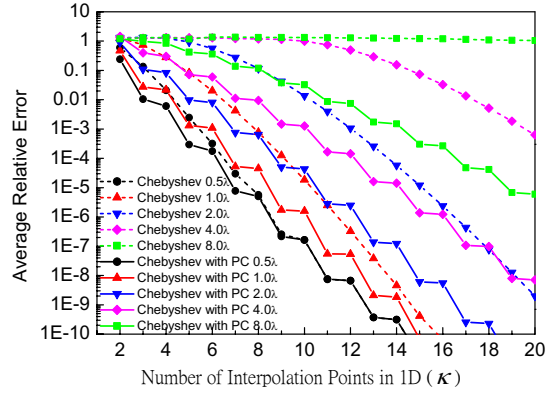 10
1
0.1
0.01
1E-3
1E-4
1E-5
1E-6
1E-7
1E-8
1E-9
1E-10
Average Relative Error
Chebyshev 0.5λ
Chebyshev 1.0λ
Chebyshev 2.0λ
Chebyshev 4.0λ
Chebyshev 8.0λ
Chebyshev with PC 0.5λ
Chebyshev with PC 1.0λ
Chebyshev with PC 2.0λ
Chebyshev with PC 4.0λ
Chebyshev with PC 8.0λ
2 4 6 8 10 12 14 16 18 20
Number of Interpolation Points in 1D (κ)